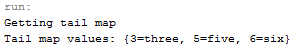 run:
Getting tail map
Tail map values: {3=three, 5=five, 6=six}